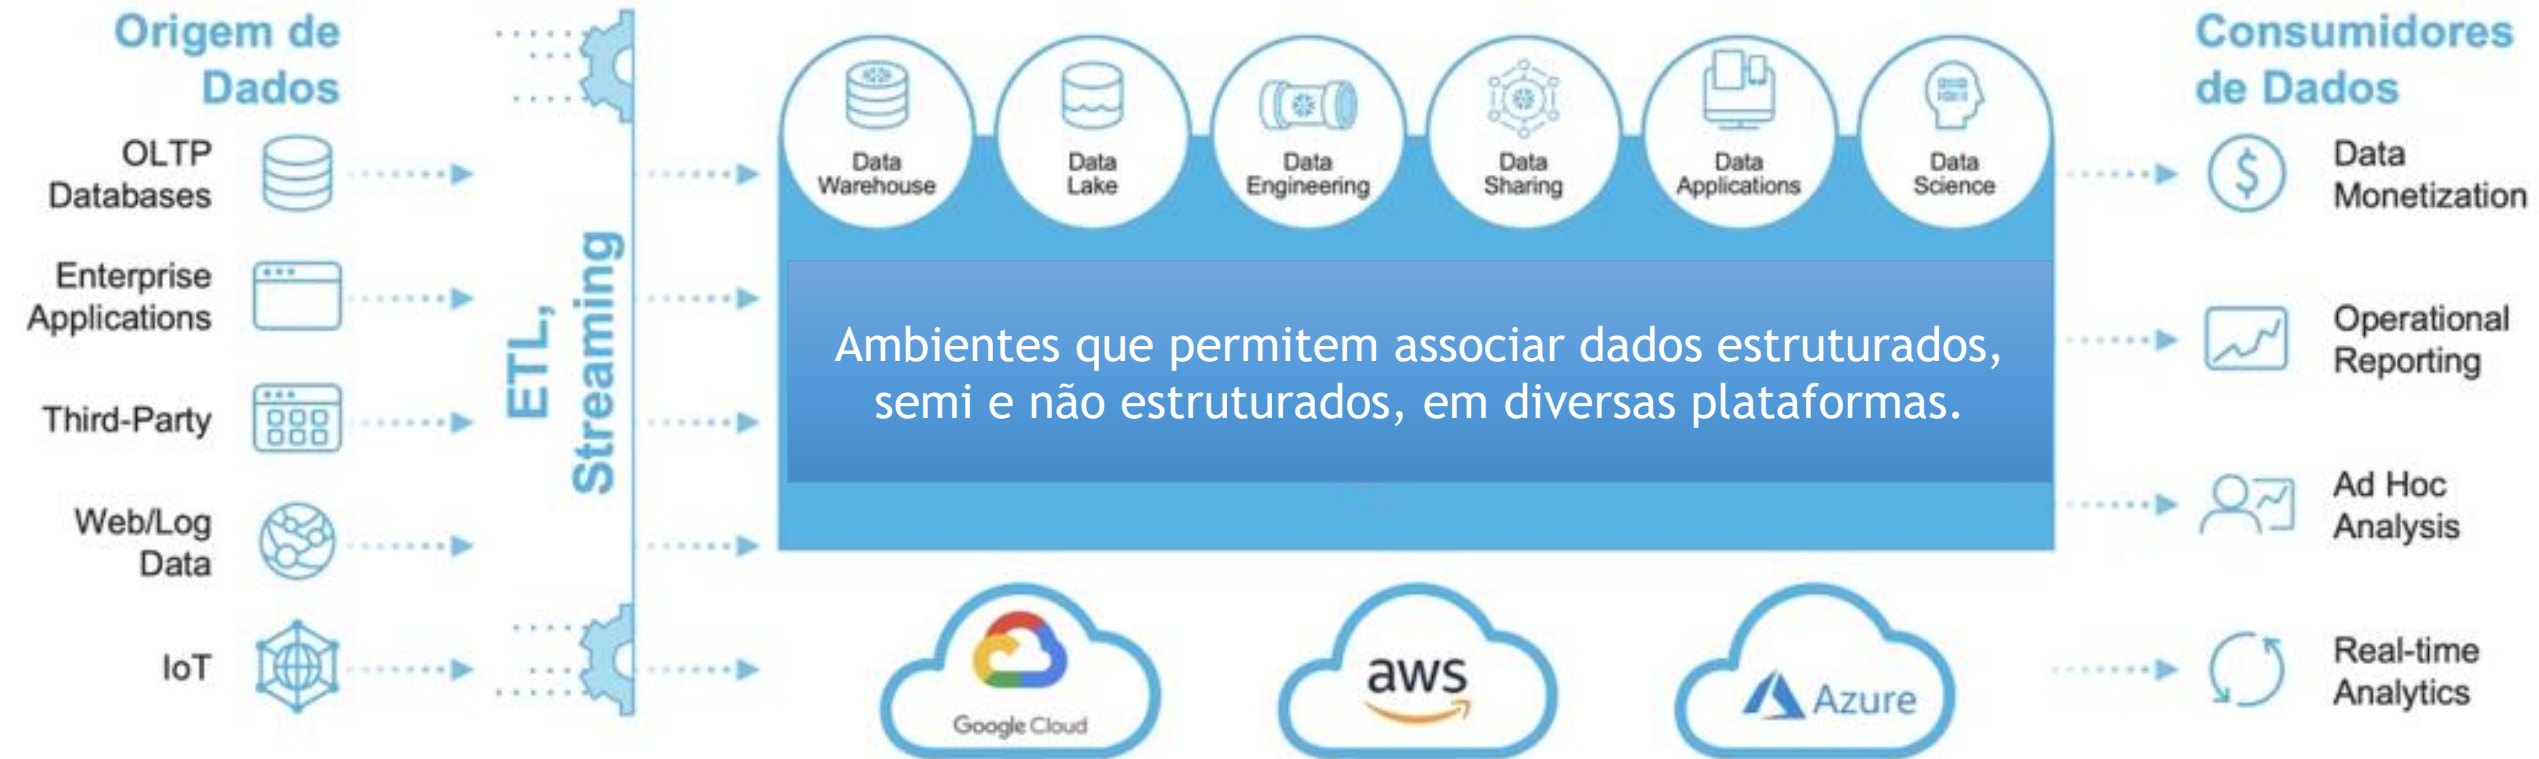 Origem de
Dados
OLTP
Databases
Enterprise
Applications
Third-Party
Web/Log
Data
IoT
ETL,
Streaming
Data
Warehouse
Data
Lake
Data
Engineering
Data
Sharing
Data
Applications
Data
Science
Ambientes que permitem associar dados estruturados,
semi e não estruturados, em diversas plataformas.
Google Cloud
aws
Azure
Consumidores
de Dados
Data
Monetization
Operational
Reporting
Ad Hoc
Analysis
Real-time
Analytics